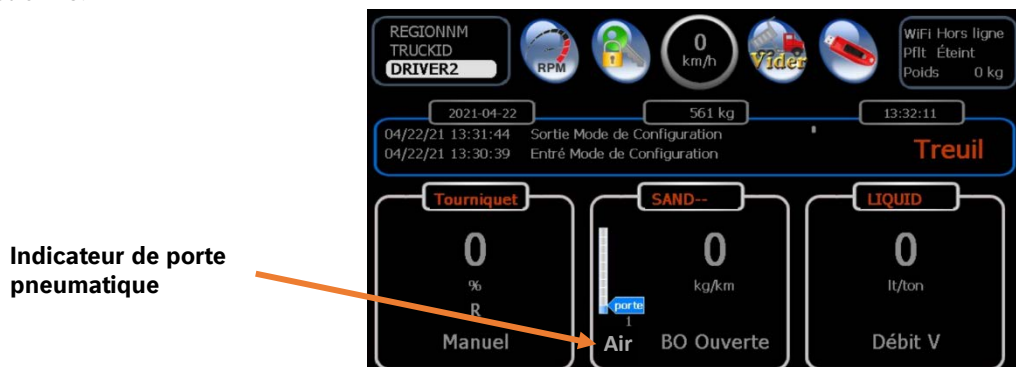 REGIONNM
TRUCKID
DRIVER2
RPM
0
km/h
Vider
WiFi Hors ligne
Pflt Éteint
Poids 0 kg
2021-04-22
561 kg
13:32:11
04/22/21 13:31:44 Sortie Mode de Configuration
04/22/21 13:30:39 Entré Mode de Configuration
Treuil
Tourniquet
0
%
R
Manuel
SAND--
0
kg/km
porte
1
Air
BO Ouverte
LIQUID
0
lt/ton
Débit V
Indicateur de porte
pneumatique